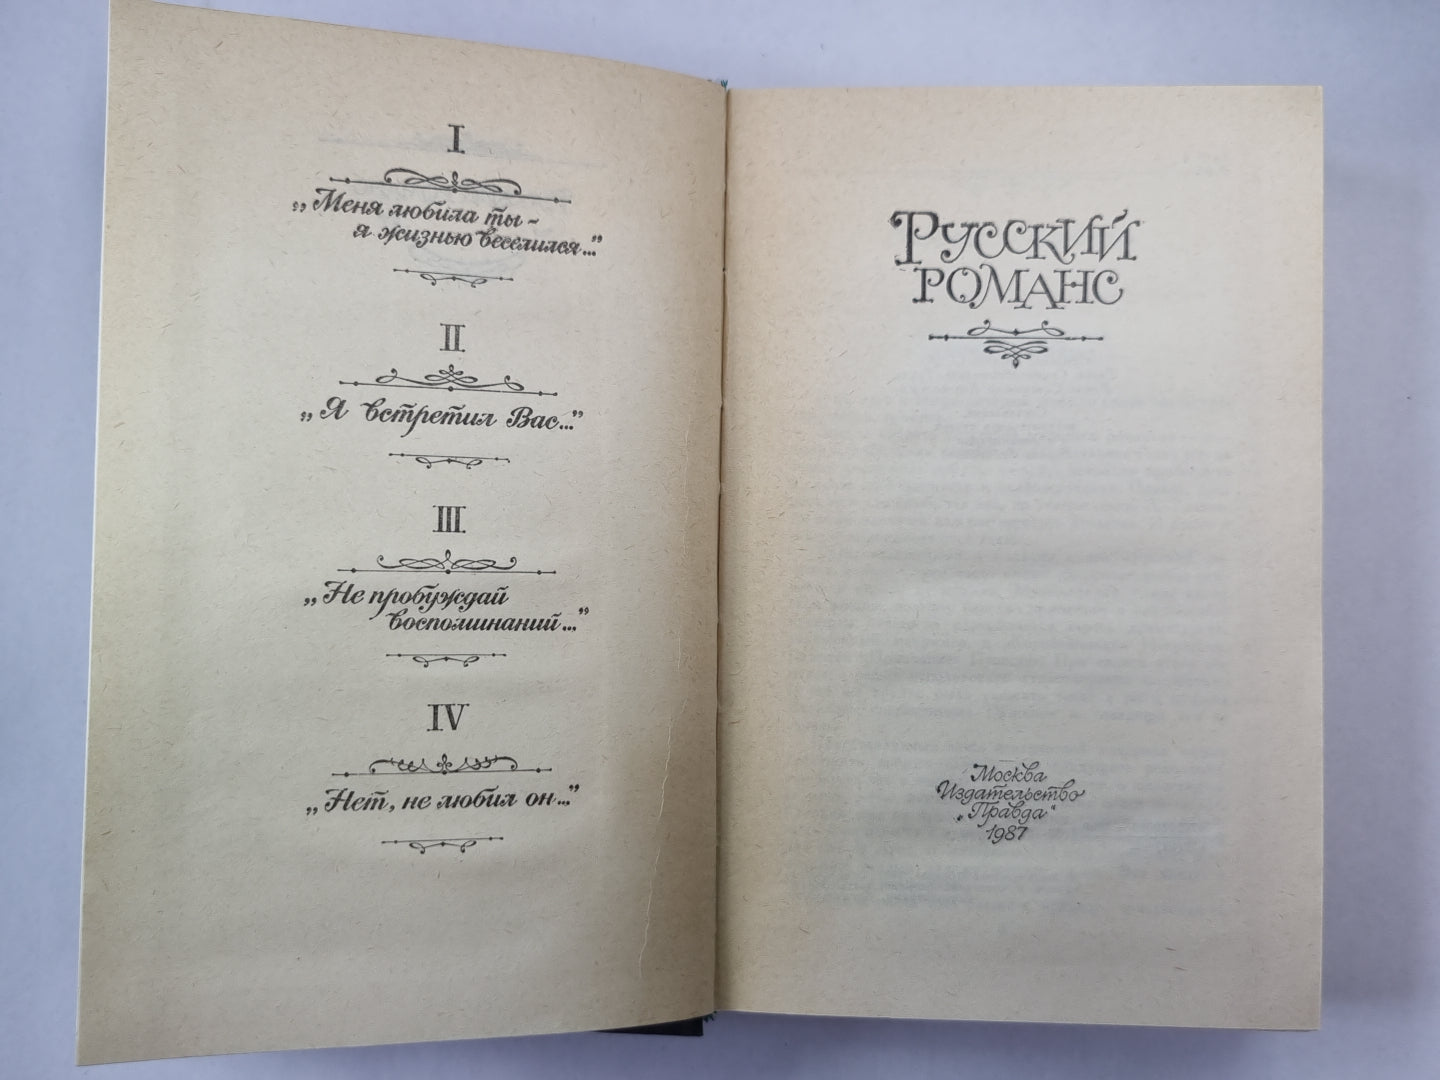 I
„Меня любила ты –
я жизнью веселился...”
II
„Я встретил Вас...”
III
„Не пробуждай
воспоминаний...”
IV
„Нет, не любил он...”
Русский
романс
Москва
Издательство
„Правда“
1987